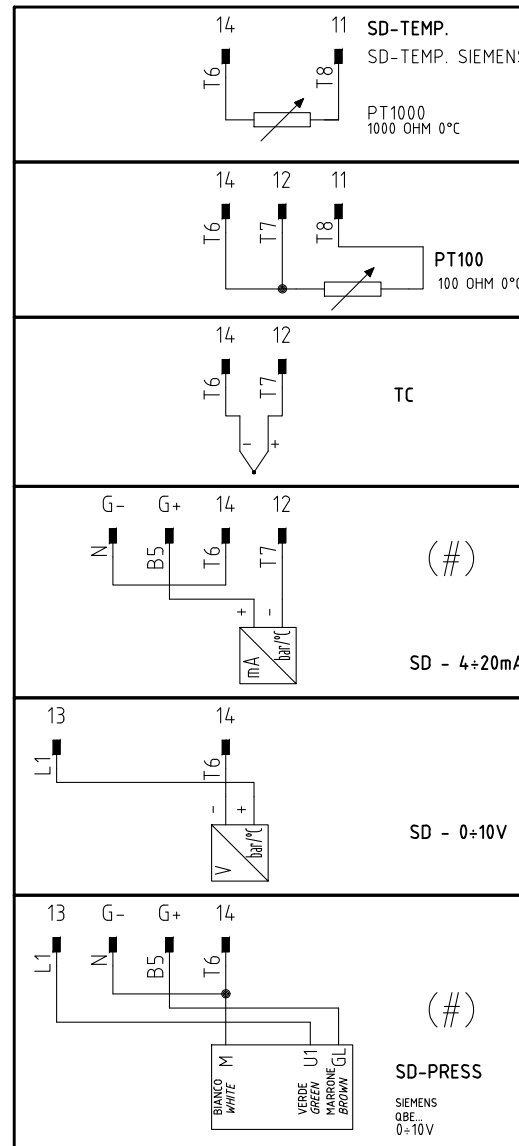 14 11 SD-TEMP.
SD-TEMP. SIEMENS
T6 T8
PT1000
1000 OHM 0°C
14 12 11
T6 T7 T8
PT100
100 OHM 0°C
14 12
T6 T7
TC
- +
G- G+ 14 12
N B5 T6 T7
(#)
+ -
mA bar/°C
SD - 4÷20mA
13 14
L1 T6
- +
V bar/°C
SD - 0÷10V
13 G- G+ 14
L1 N B5 T6
(#)
M U1 GL
BIANCO
WHITE
VERDE
GREEN
MARRONE
BROWN
SD-PRESS
SIEMENS
QBE...
0÷10V